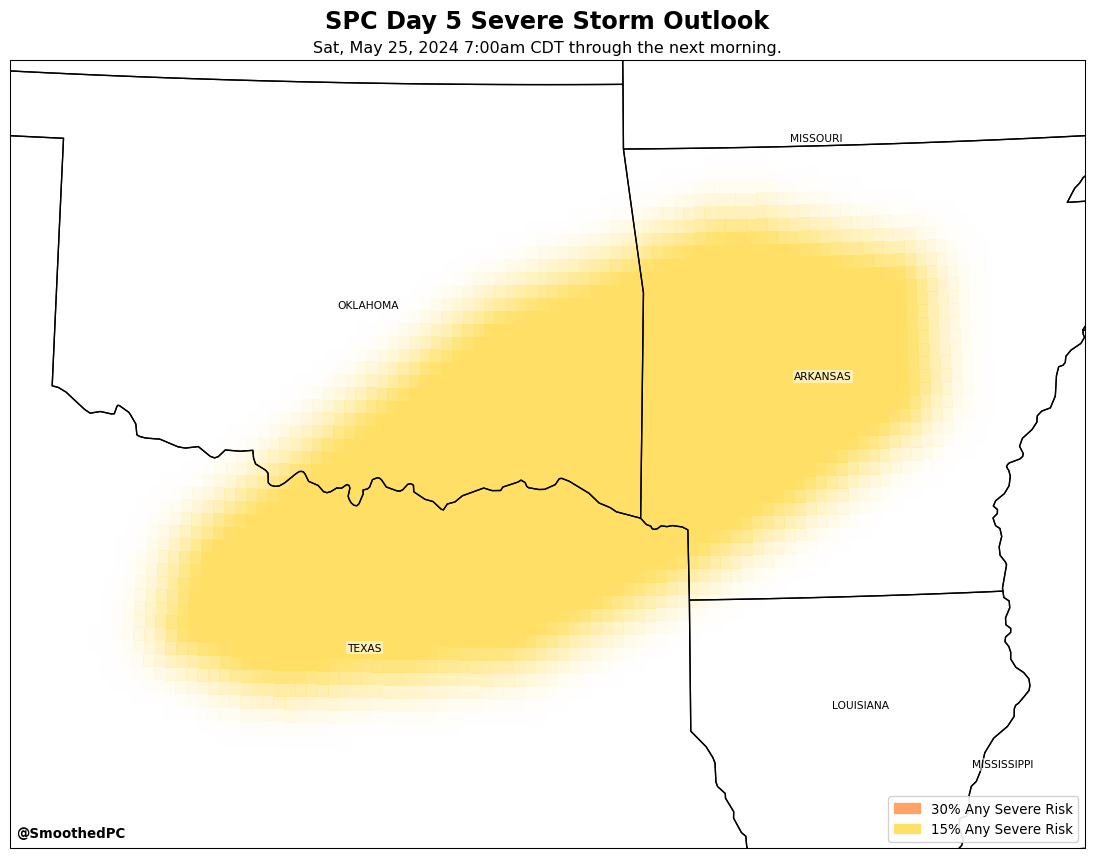 SPC Day 5 Severe Storm Outlook
Sat, May 25, 2024 7:00am CDT through the next morning.
MISSOURI
OKLAHOMA
ARKANSAS
TEXAS
LOUISIANA
MISSISSIPPI
30% Any Severe Risk
15% Any Severe Risk
@SmoothedPC